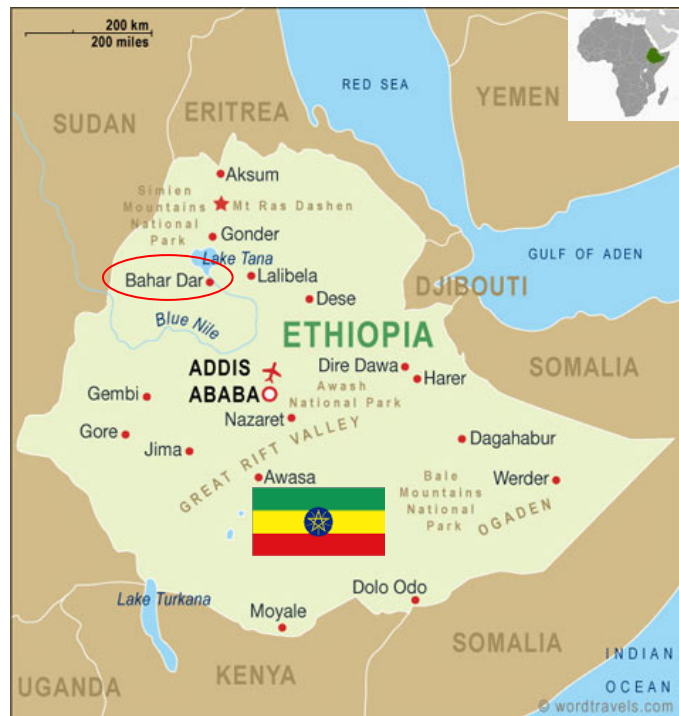 200 km
200 miles
RED SEA
YEMEN
SUDAN
ERITREA
Aksum
Simien
Mountains
National
Park
Mt Ras Dashen
Gonder
Lake Tana
GULF OF ADEN
Bahar Dar
Lalibela
DJIBOUTI
Dese
Blue Nile
ETHIOPIA
SOMALIA
ADDIS
ABABA
Dire Dawa
Harer
Awash
National Park
Gembi
Nazaret
Gore
Jima
GREAT RIFT VALLEY
Dagahabur
Awasa
Bale
Mountains
National
Park
Werder
OGADEN
Lake Turkana
Dolo Odo
Moyale
SOMALIA
INDIAN
OCEAN
UGANDA
KENYA
© wordtravels.com